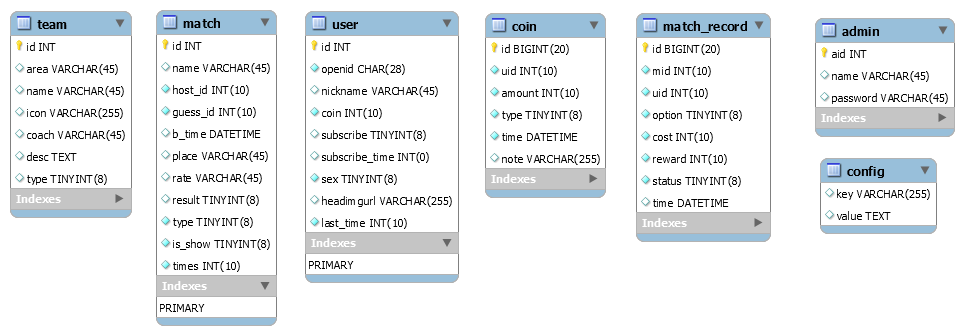 team
id INT
area VARCHAR(45)
name VARCHAR(45)
icon VARCHAR(255)
coach VARCHAR(45)
desc TEXT
type TINYINT(8)
Indexes
match
id INT
name VARCHAR(45)
host_id INT(10)
guess_id INT(10)
b_time DATETIME
place VARCHAR(45)
rate VARCHAR(45)
result TINYINT(8)
type TINYINT(8)
is_show TINYINT(8)
times INT(10)
Indexes
PRIMARY
user
id INT
openid CHAR(28)
nickname VARCHAR(45)
coin INT(10)
subscribe TINYINT(8)
subscribe_time INT(0)
sex TINYINT(8)
headimgurl VARCHAR(255)
last_time INT(10)
Indexes
PRIMARY
coin
id BIGINT(20)
uid INT(10)
amount INT(10)
type TINYINT(8)
time DATETIME
note VARCHAR(255)
Indexes
match_record
id BIGINT(20)
mid INT(10)
uid INT(10)
option TINYINT(8)
cost INT(10)
reward INT(10)
status TINYINT(8)
time DATETIME
Indexes
admin
aid INT
name VARCHAR(45)
password VARCHAR(45)
Indexes
config
key VARCHAR(255)
value TEXT